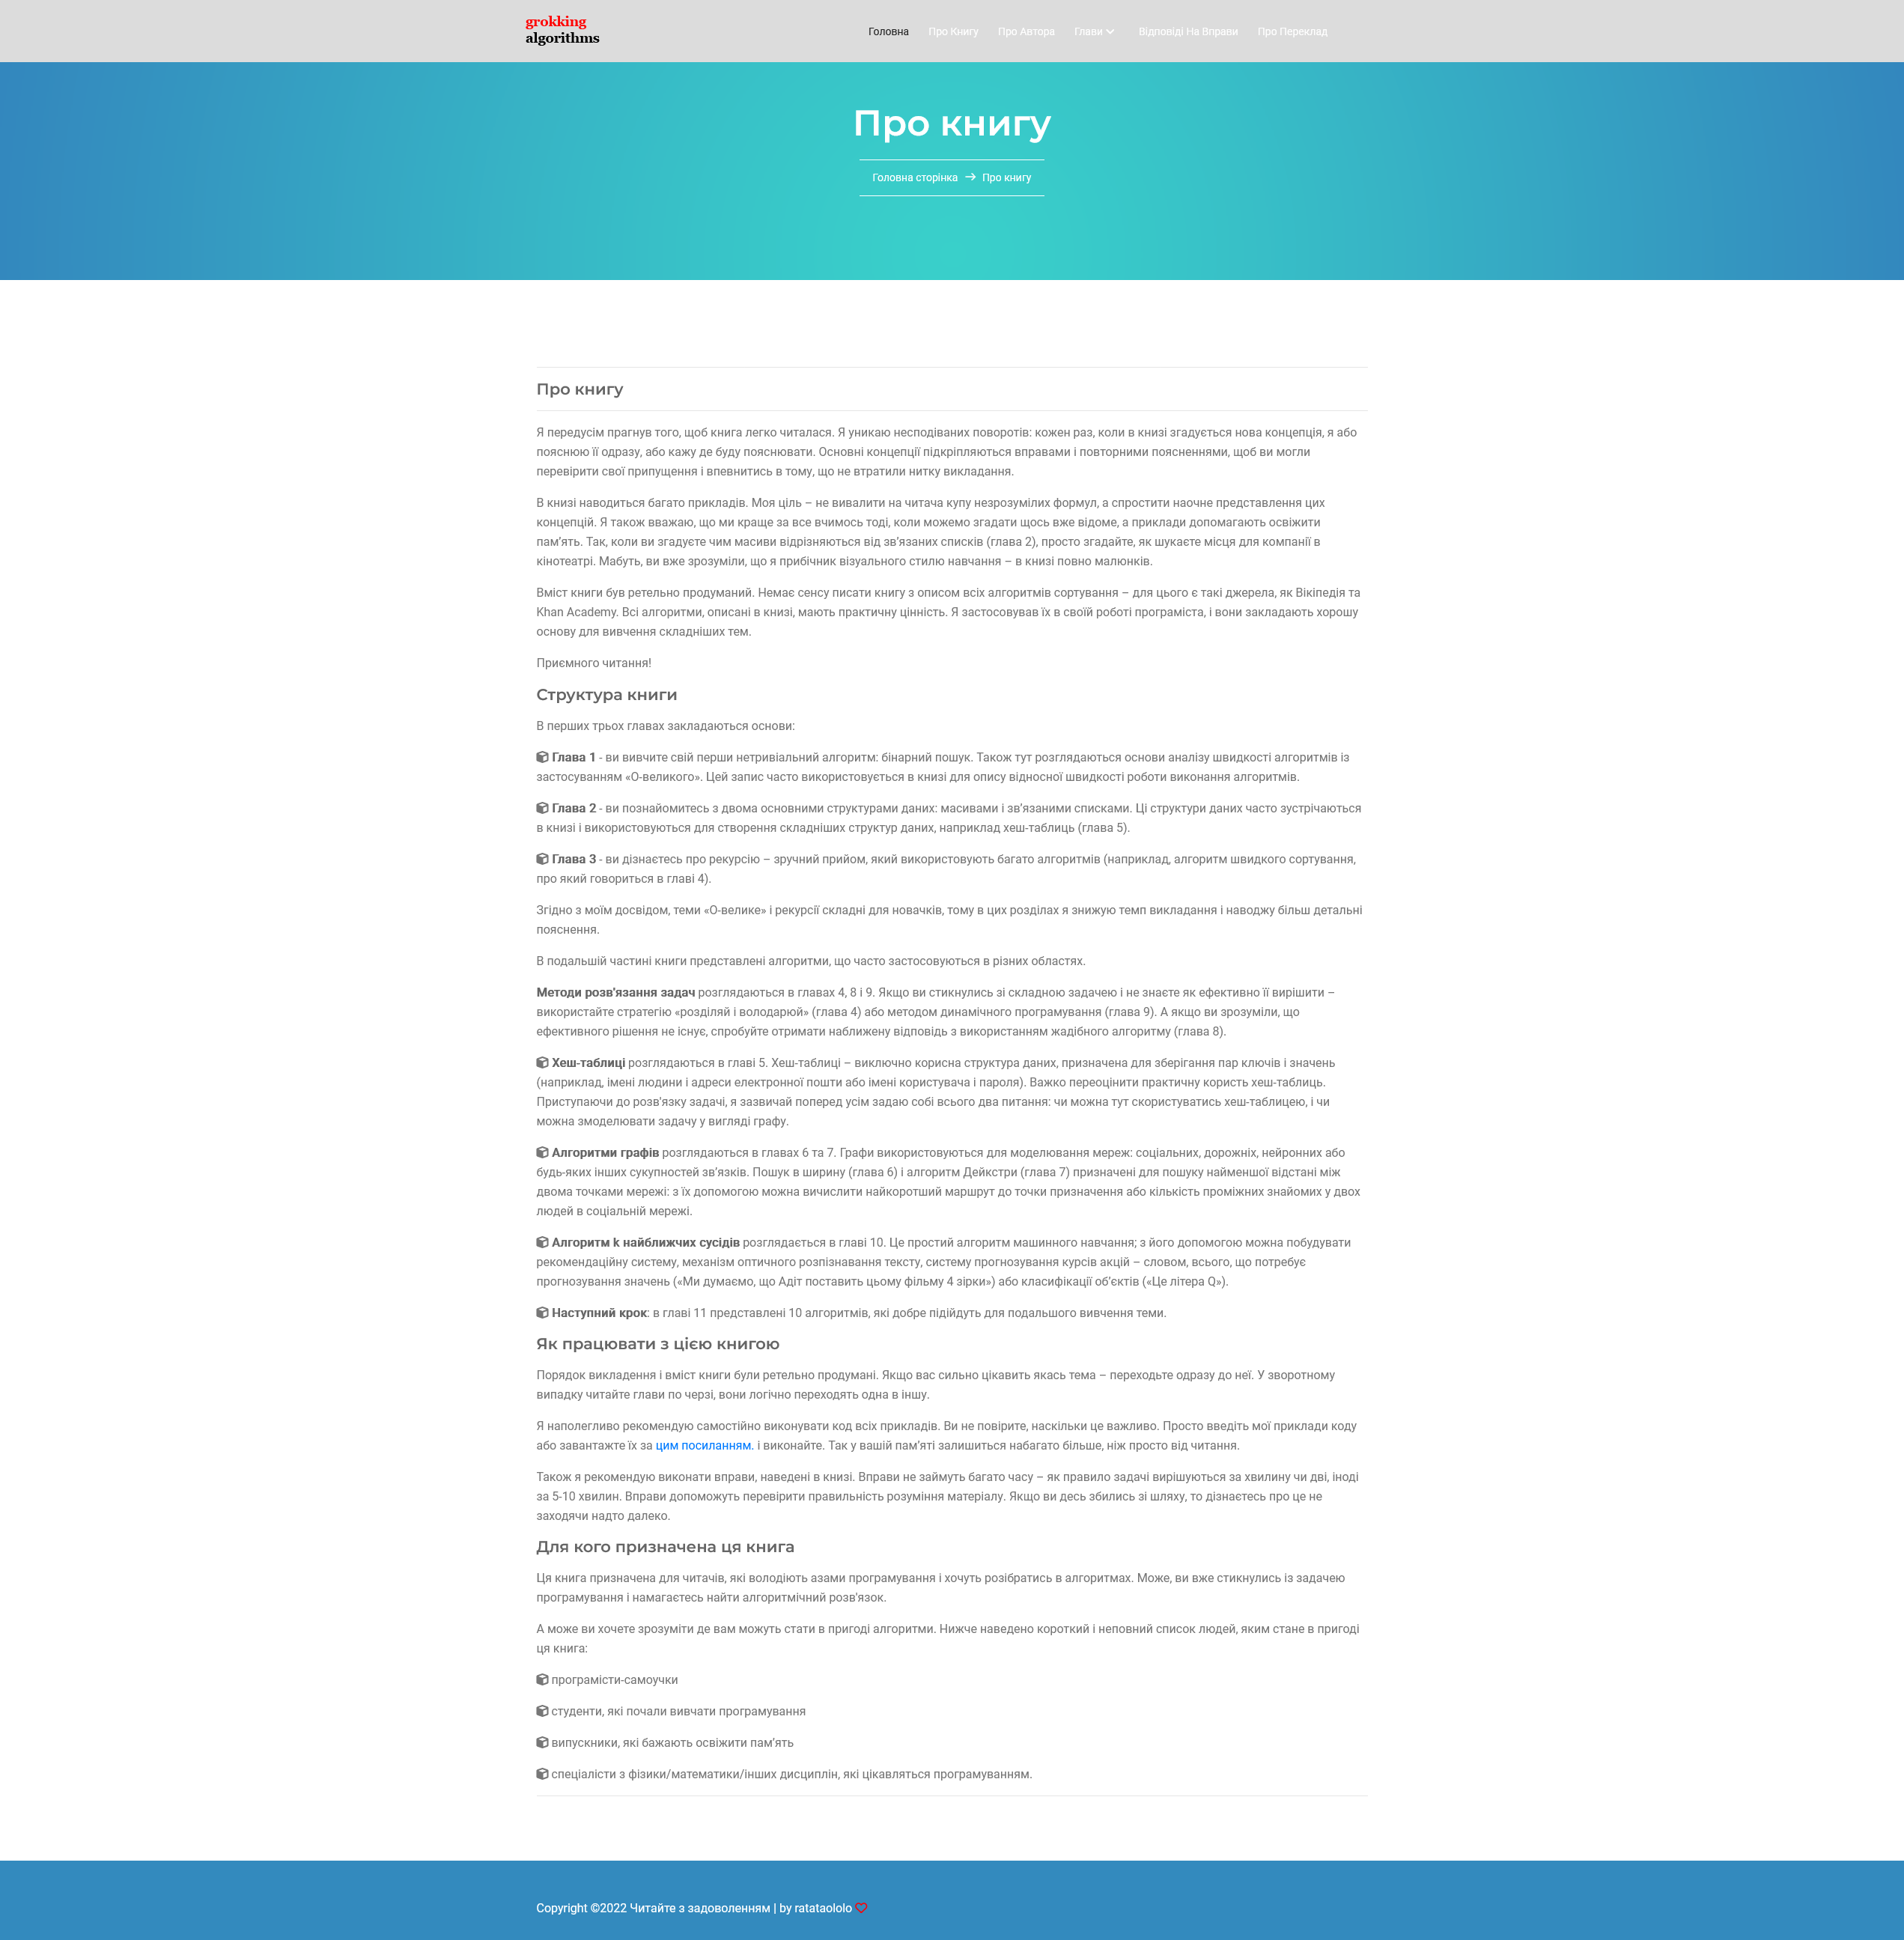 grokking
algorithms
Головна Про Книгу Про Автора Глави Відповіді На Вправи Про Переклад
Про книгу
Головна сторінка → Про книгу
Про книгу
Я передусім прагнув того, щоб книга легко читалася. Я уникаю несподіваних поворотів: кожен раз, коли в книзі згадується нова концепція, я або
пояснюю її одразу, або кажу де буду пояснювати. Основні концепції підкріпляються вправами і повторними поясненнями, щоб ви могли
перевірити свої припущення і впевнитись в тому, що не втратили нитку викладання.
В книзі наводиться багато прикладів. Моя ціль – не вивалити на читача купу незрозумілих формул, а спростити наочне представлення цих
концепцій. Я також вважаю, що ми краще за все вчимось тоді, коли можемо згадати щось вже відоме, а приклади допомагають освіжити
пам’ять. Так, коли ви згадуєте чим масиви відрізняються від зв’язаних списків (глава 2), просто згадайте, як шукаєте місця для компанії в
кінотеатрі. Мабуть, ви вже зрозуміли, що я прибічник візуального стилю навчання – в книзі повно малюнків.
Вміст книги був ретельно продуманий. Немає сенсу писати книгу з описом всіх алгоритмів сортування – для цього є такі джерела, як Вікіпедія та
Khan Academy. Всі алгоритми, описані в книзі, мають практичну цінність. Я застосовував їх в своїй роботі програміста, і вони закладають хорошу
основу для вивчення складніших тем.
Приємного читання!
Структура книги
В перших трьох главах закладаються основи:
Глава 1 - ви вивчите свій перши нетривіальний алгоритм: бінарний пошук. Також тут розглядаються основи аналізу швидкості алгоритмів із
застосуванням «О-великого». Цей запис часто використовується в книзі для опису відносної швидкості роботи виконання алгоритмів.
Глава 2 - ви познайомитесь з двома основними структурами даних: масивами і зв'язаними списками. Ці структури даних часто зустрічаються
в книзі і використовуються для створення складніших структур даних, наприклад хеш-таблиць (глава 5).
Глава 3 - ви дізнаєтесь про рекурсію – зручний прийом, який використовують багато алгоритмів (наприклад, алгоритм швидкого сортування,
про який говориться в главі 4).
Згідно з моїм досвідом, теми «О-велике» і рекурсії складні для новачків, тому в цих розділах я знижую темп викладання і наводжу більш детальні
пояснення.
В подальшій частині книги представлені алгоритми, що часто застосовуються в різних областях.
Методи розв'язання задач розглядаються в главах 4, 8 і 9. Якщо ви стикнулись зі складною задачею і не знаєте як ефективно її вирішити –
використайте стратегію «розділяй і володарюй» (глава 4) або методом динамічного програмування (глава 9). А якщо ви зрозуміли, що
ефективного рішення не існує, спробуйте отримати наближену відповідь з використанням жадібного алгоритму (глава 8).
Хеш-таблиці розглядаються в главі 5. Хеш-таблиці – виключно корисна структура даних, призначена для зберігання пар ключів і значень
(наприклад, імені людини і адреси електронної пошти або імені користувача і пароля). Важко переоцінити практичну користь хеш-таблиць.
Приступаючи до розв'язку задачі, я зазвичай поперед усім задаю собі всього два питання: чи можна тут скориституватись хеш-таблицею, і чи
можна змоделювати задачу у вигляді графу.
Алгоритми графів розглядаються в главах 6 та 7. Графи використовуються для моделювання мереж: соціальних, дорожніх, нейронних або
будь-яких інших сукупностей зв’язків. Пошук в ширину (глава 6) і алгоритм Дейкстри (глава 7) призначені для пошуку найменшої відстані між
двома точками мережі: з їх допомогою можна вичислити найкоротший маршрут до точки призначення або кількість проміжних знайомих у двох
людей в соціальній мережі.
Алгоритм k найближчих сусідів розглядається в главі 10. Це простий алгоритм машинного навчання; з його допомогою можна побудувати
рекомендаційну систему, механізм оптичного розпізнавання тексту, систему прогнозування курсів акцій – словом, всього, що потребує
прогнозування значень («Ми думаємо, що Адіт поставить цьому фільму 4 зірки») або класифікації об’єктів («Це літера Q»).
Наступний крок: в главі 11 представлені 10 алгоритмів, які добре підійдуть для подальшого вивчення теми.
Як працювати з цією книгою
Порядок викладення і вміст книги були ретельно продумані. Якщо вас сильно цікавить якась тема – переходьте одразу до неї. У зворотному
випадку читайте глави по черзі, вони логічно переходять одна в іншу.
Я наполегливо рекомендую самостійно виконувати код всіх прикладів. Ви не повірите, наскільки це важливо. Просто введіть мої приклади коду
або завантажте їх за цим посиланням. і виконайте. Так у вашій пам’яті залишиться набагато більше, ніж просто від читання.
Також я рекомендую виконати вправи, наведені в книзі. Вправи не займуть багато часу – як правило задачі вирішуються за хвилину чи дві, іноді
за 5-10 хвилин. Вправи допоможуть перевірити правильність розуміння матеріалу. Якщо ви десь збились зі шляху, то дізнаєтесь про це не
заходячи надто далеко.
Для кого призначена ця книга
Ця книга призначена для читачів, які володіють азами програмування і хочуть розібратись в алгоритмах. Може, ви вже стикнулись із задачею
програмування і намагаєтесь найти алгоритмічний розв'язок.
А може ви хочете зрозуміти де вам можуть стати в пригоді алгоритми. Нижче наведено короткий і неповний список людей, яким стане в пригоді
ця книга:
програмісти-самоучки
студенти, які почали вивчати програмування
випускники, які бажають освіжити пам’ять
спеціалісти з фізики/математики/інших дисциплін, які цікавляться програмуванням.
Copyright ©2022 Читайте з задоволенням | by ratataololo